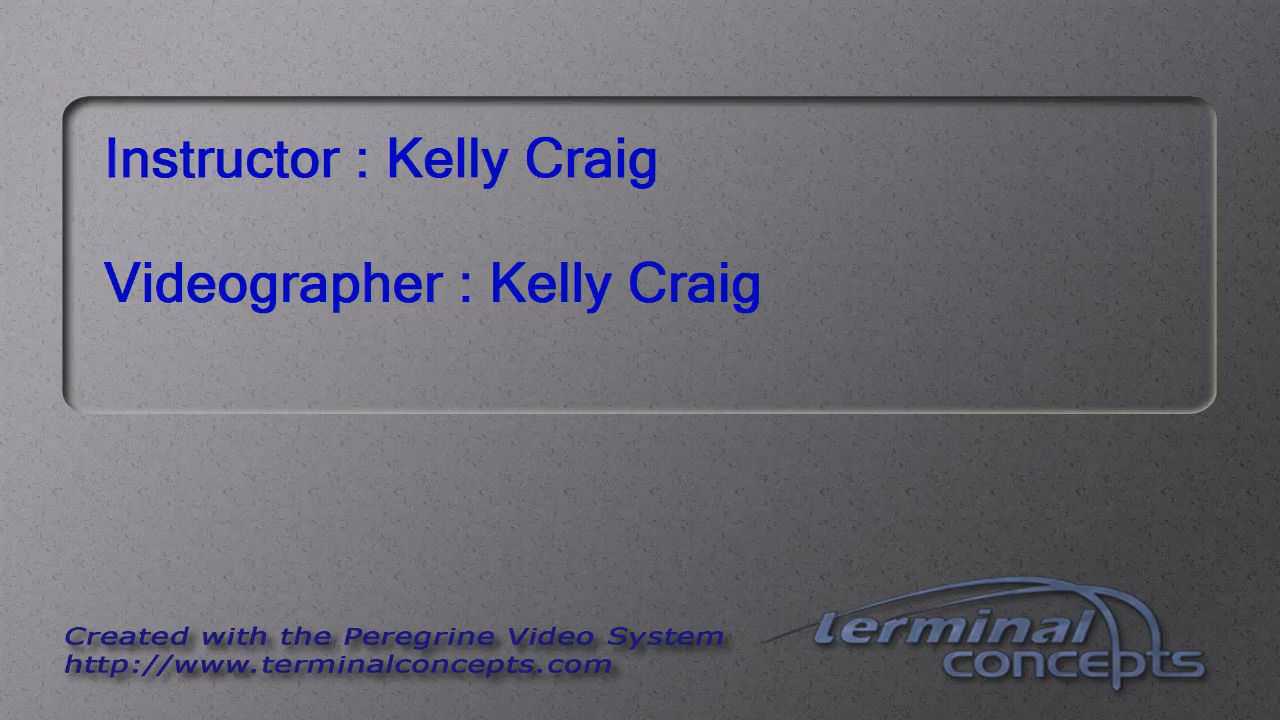 Instructor : Kelly Craig
Videographer : Kelly Craig
Created with the Peregrine Video System
http://www.terminalconcepts.com
terminal
concepts